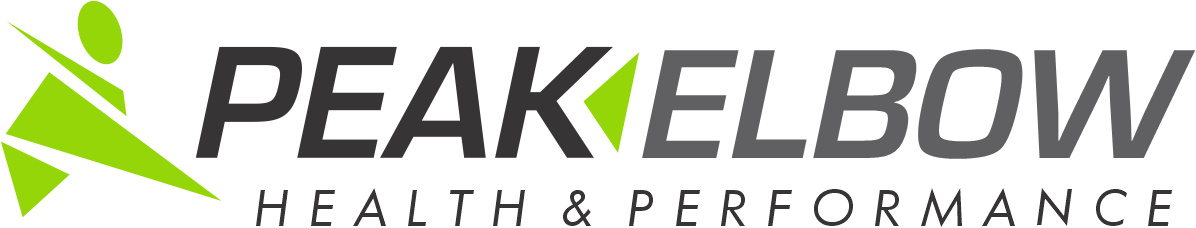 PEAK ELBOW
HEALTH & PERFORMANCE